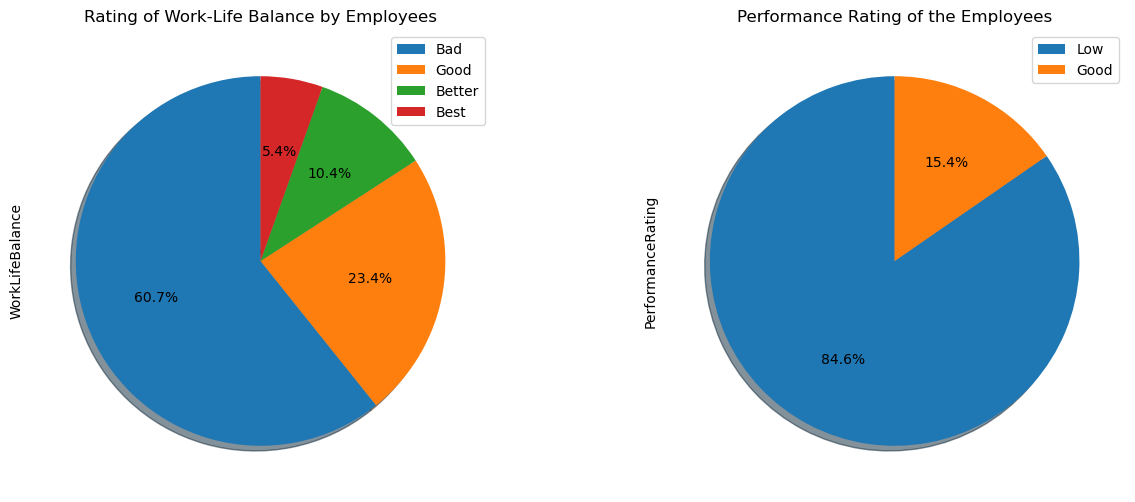 Rating of Work-Life Balance by Employees
Bad
Good
Better
Best
5.4%
10.4%
23.4%
60.7%
WorkLifeBalance
Performance Rating of the Employees
Low
Good
15.4%
84.6%
PerformanceRating